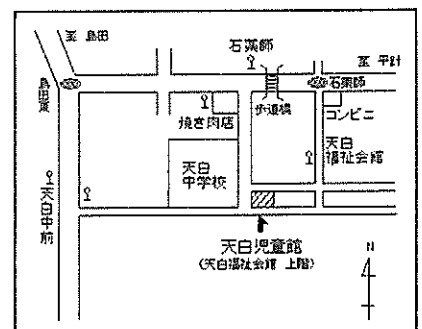 至 島田
石薬師
至 平針
島田東
石薬師
歩道橋
焼き肉店
コンビニ
天白
福祉会館
天白
中学校
天白中前
天白児童館
(天白福祉会館 上階)
N